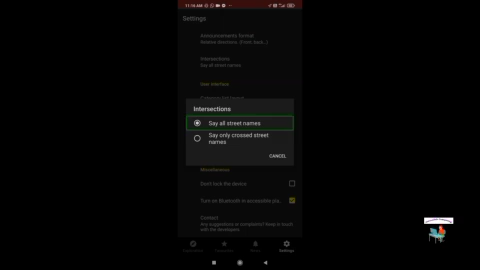 11:16 AM
Settings
Announcements format
Relative directions. (Front, back...)
Intersections
Say all street names.
User interface
Intersections
Say all street names
Say only crossed street
names
CANCEL
Miscellaneous
Don't lock the device
Turn on Bluetooth in accessible
Contact
Any suggestions or complaints? Keep in touch
with the developers
Settings